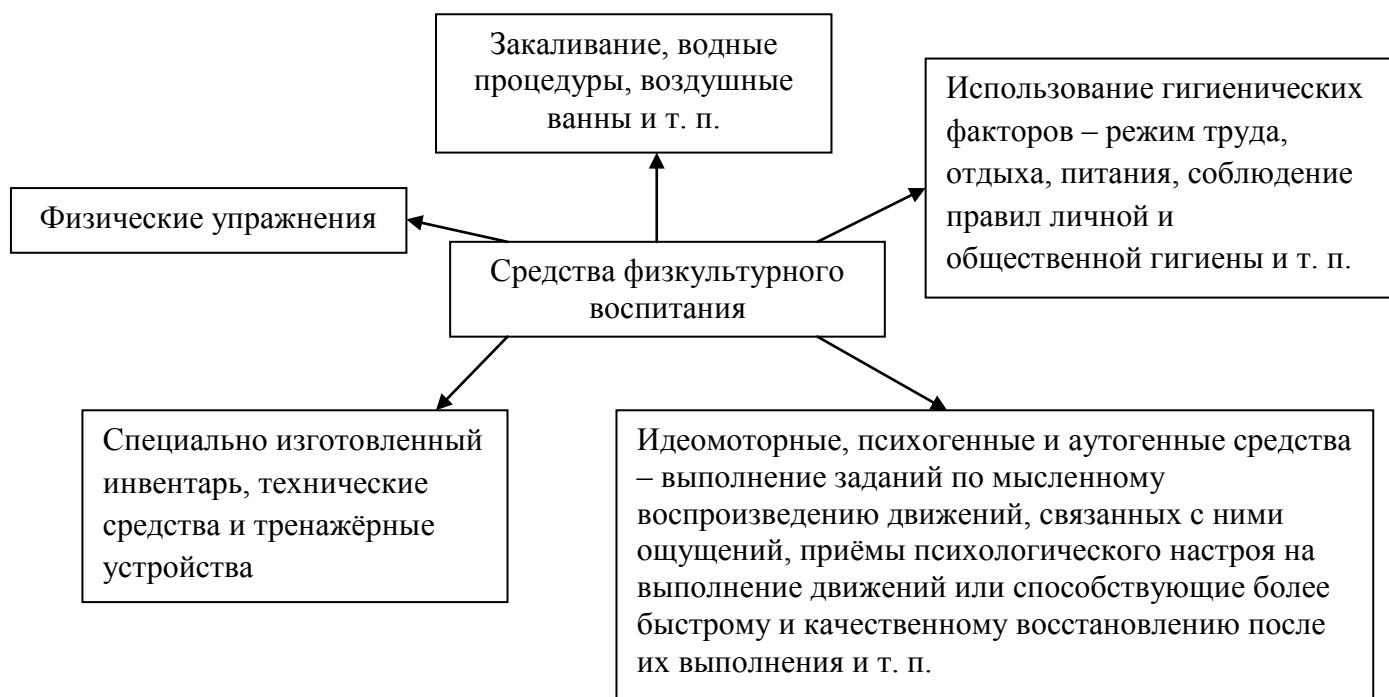 Закаливание, водные
процедуры, воздушные
ванны и т. п.
Использование гигиенических
факторов – режим труда,
отдыха, питания, соблюдение
правил личной и
общественной гигиены и т. п.
Физические упражнения
Средства физкультурного
воспитания
Специально изготовленный
инвентарь, технические
средства и тренажёрные
устройства
Идеомоторные, психогенные и аутогенные средства
– выполнение заданий по мысленному
воспроизведению движений, связанных с ними
ощущений, приёмы психологического настроя на
выполнение движений или способствующие более
быстрому и качественному восстановлению после
их выполнения и т. п.